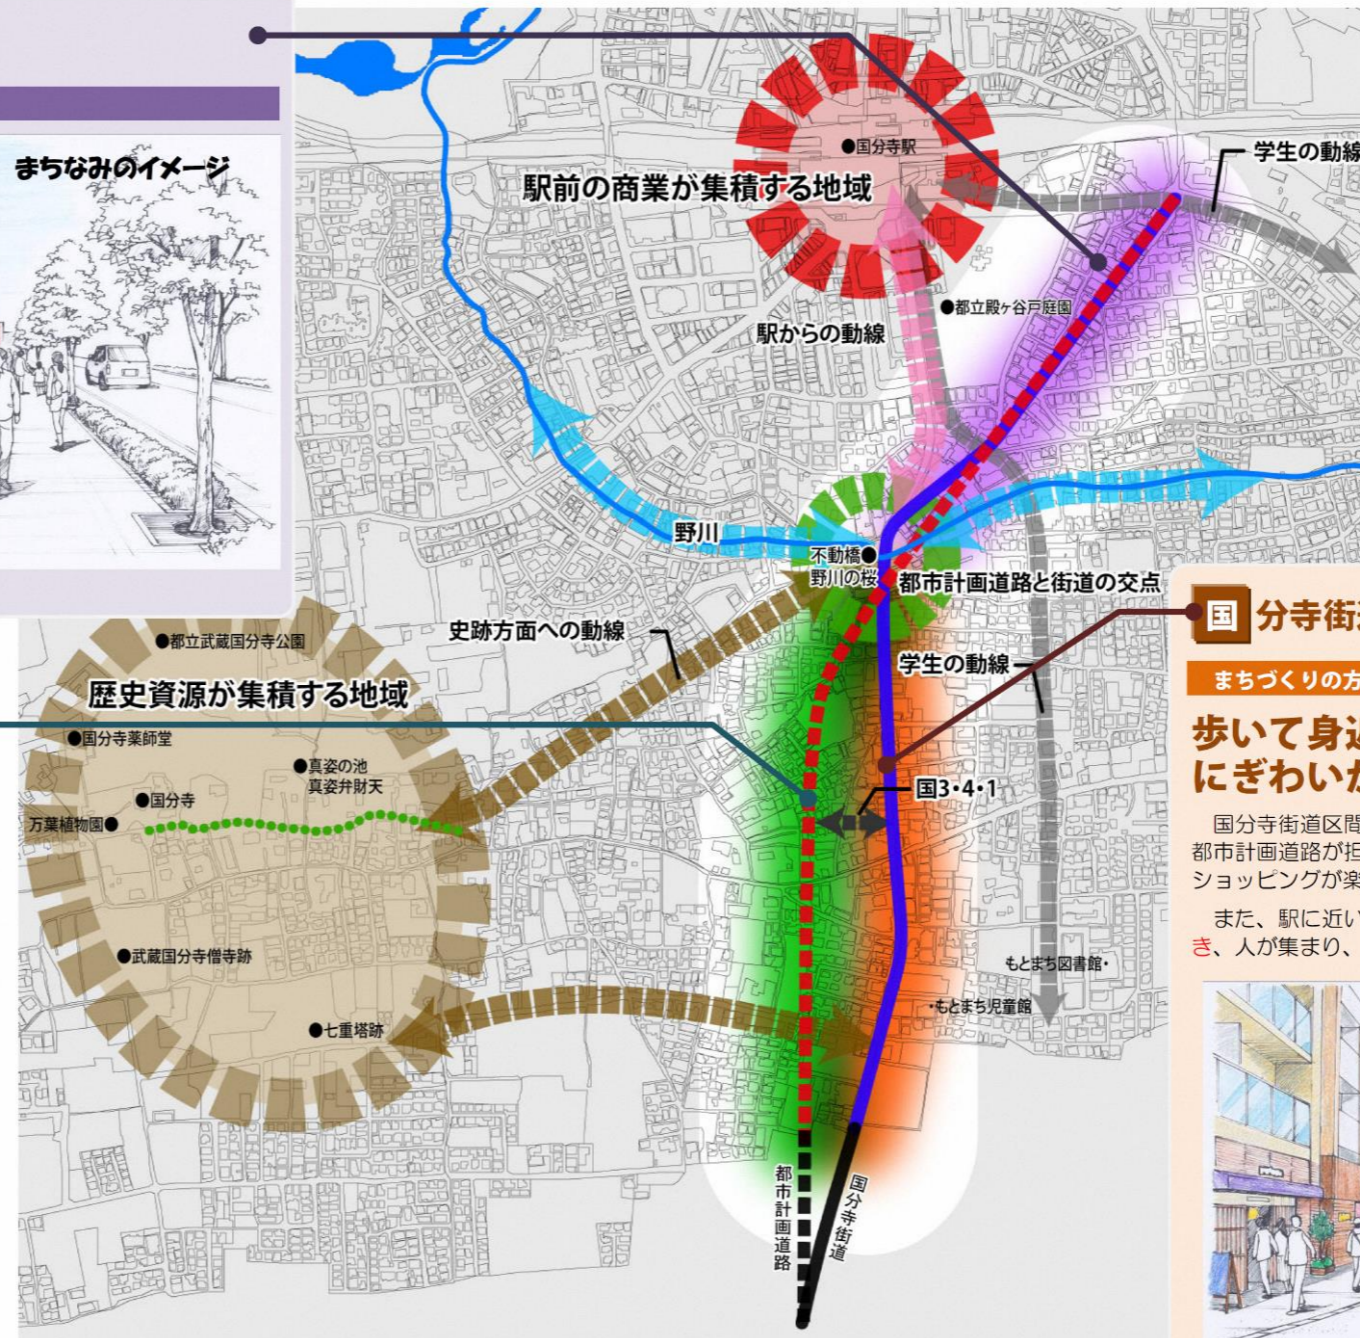 まちなみのイメージ
●国分寺駅
学生の動線
駅前の商業が集積する地域
●都立殿ヶ谷戸庭園
駅からの動線
野川
不動橋●
野川の桜
都市計画道路と街道の交点
史跡方面への動線
学生の動線
●都立武蔵国分寺公園
歴史資源が集積する地域
●国分寺薬師堂
●真姿の池
真姿弁財天
●国分寺
万葉植物園●
国3・4・1
●武蔵国分寺僧寺跡
●七重塔跡
もとまち図書館・
・もとまち児童館
都市計画道路
国分寺街道
国分寺街
まちづくりの方
歩いて身近
にぎわいが
国分寺街道区間
都市計画道路が担
ショッピングが楽
また、駅に近い
き、人が集まり、